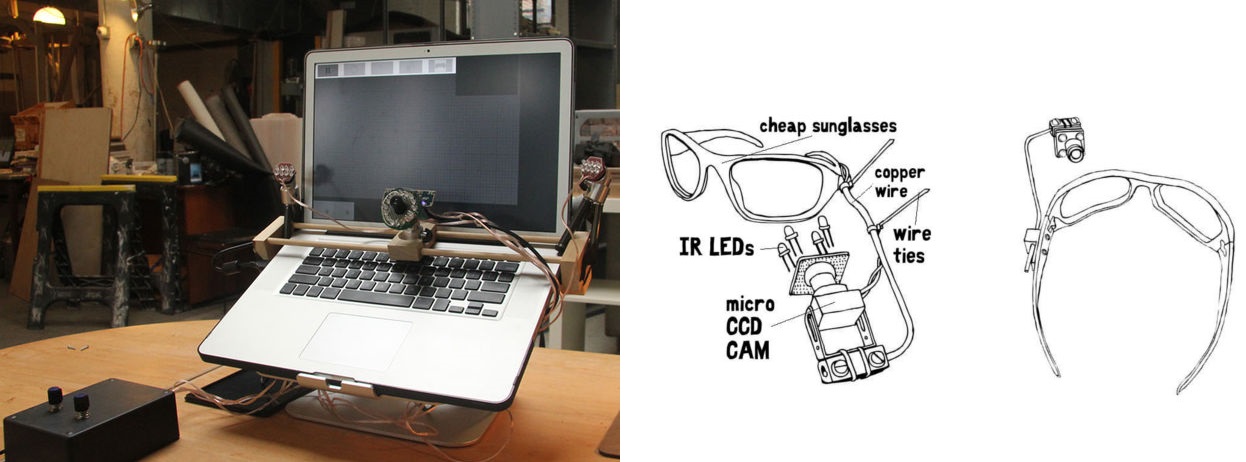 cheap sunglasses
copper
wire
wire
ties
IR LEDs
micro
CCD
CAM